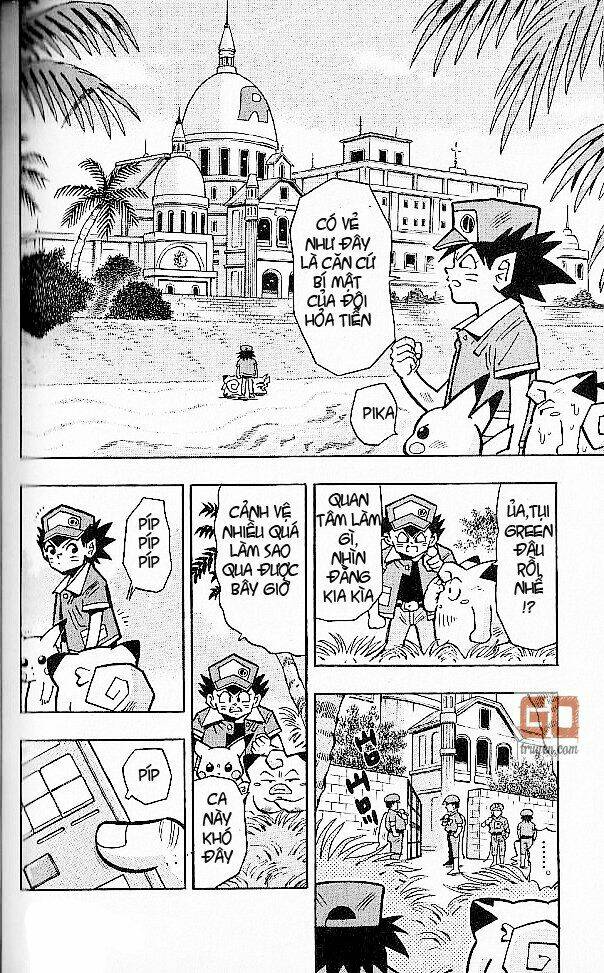 CÓ VẺ
NHƯ ĐÂY
LÀ CĂN CỨ
BÍ MẬT
CỦA ĐỘI
HỎA TIỄN
PIKA
ỦA, TỤI
GREEN
ĐÂU
RỒI,
NHỂ
!?
QUAN
TÂM LÀM
GÌ,
NHÌN
ĐẰNG
KIA KÌA
CẢNH VỆ
NHIỀU QUÁ
LÀM SAO
QUA ĐƯỢC
BÂY GIỜ
CA
NÀY KHÓ
ĐÂY
PÍP
PÍP
PÍP
PÍP
GO
truyen.com